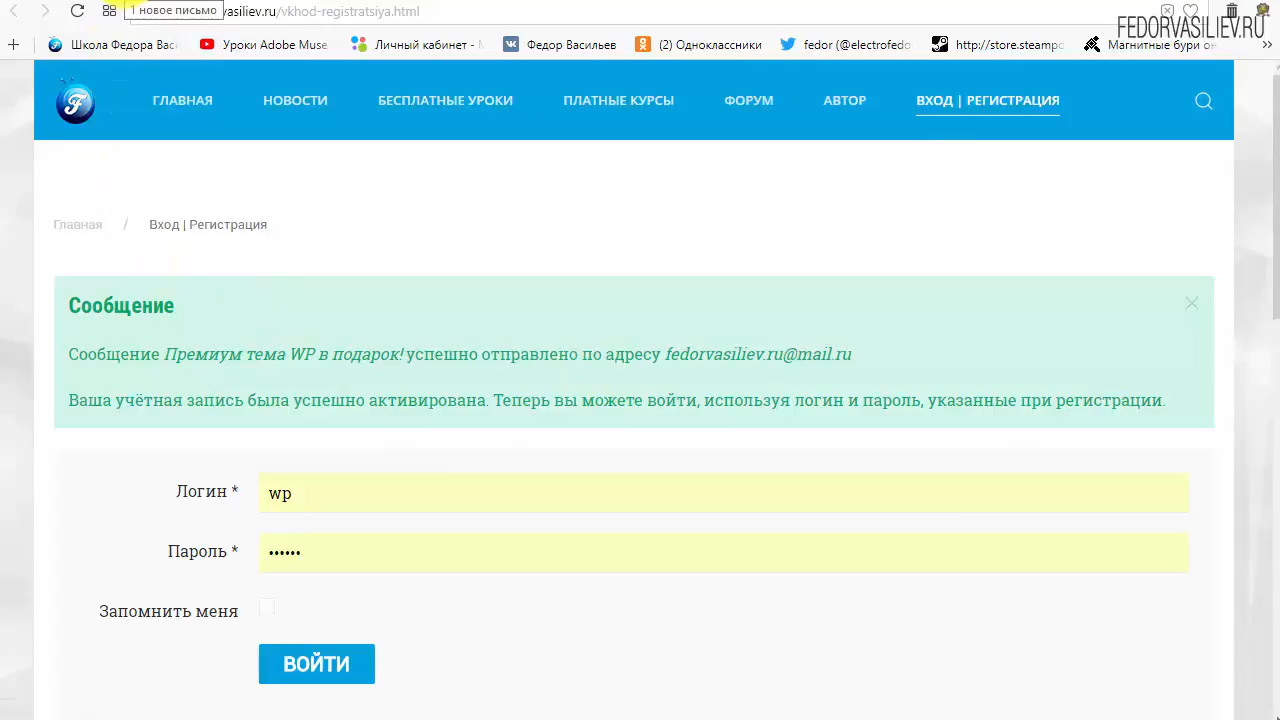 1 новое письмо
vasiliev.ru/vkhod-registratsiya.html
FEDORVASILIEV.RU
Школа Федора Вас
Уроки Adobe Muse
Личный кабинет -
Федор Васильев
(2) Одноклассники
fedor (@electrofedo
http://store.steampo
Магнитные бури о
ГЛАВНАЯ
НОВОСТИ
БЕСПЛАТНЫЕ УРОКИ
ПЛАТНЫЕ КУРСЫ
ФОРУМ
АВТОР
ВХОД | РЕГИСТРАЦИЯ
Главная / Вход | Регистрация
Сообщение
Сообщение Премиум тема WP в подарок! успешно отправлено по адресу fedorvasiliev.ru@mail.ru
Ваша учётная запись была успешно активирована. Теперь вы можете войти, используя логин и пароль, указанные при регистрации.
Логин *
wp
Пароль *
••••••
Запомнить меня
ВОЙТИ